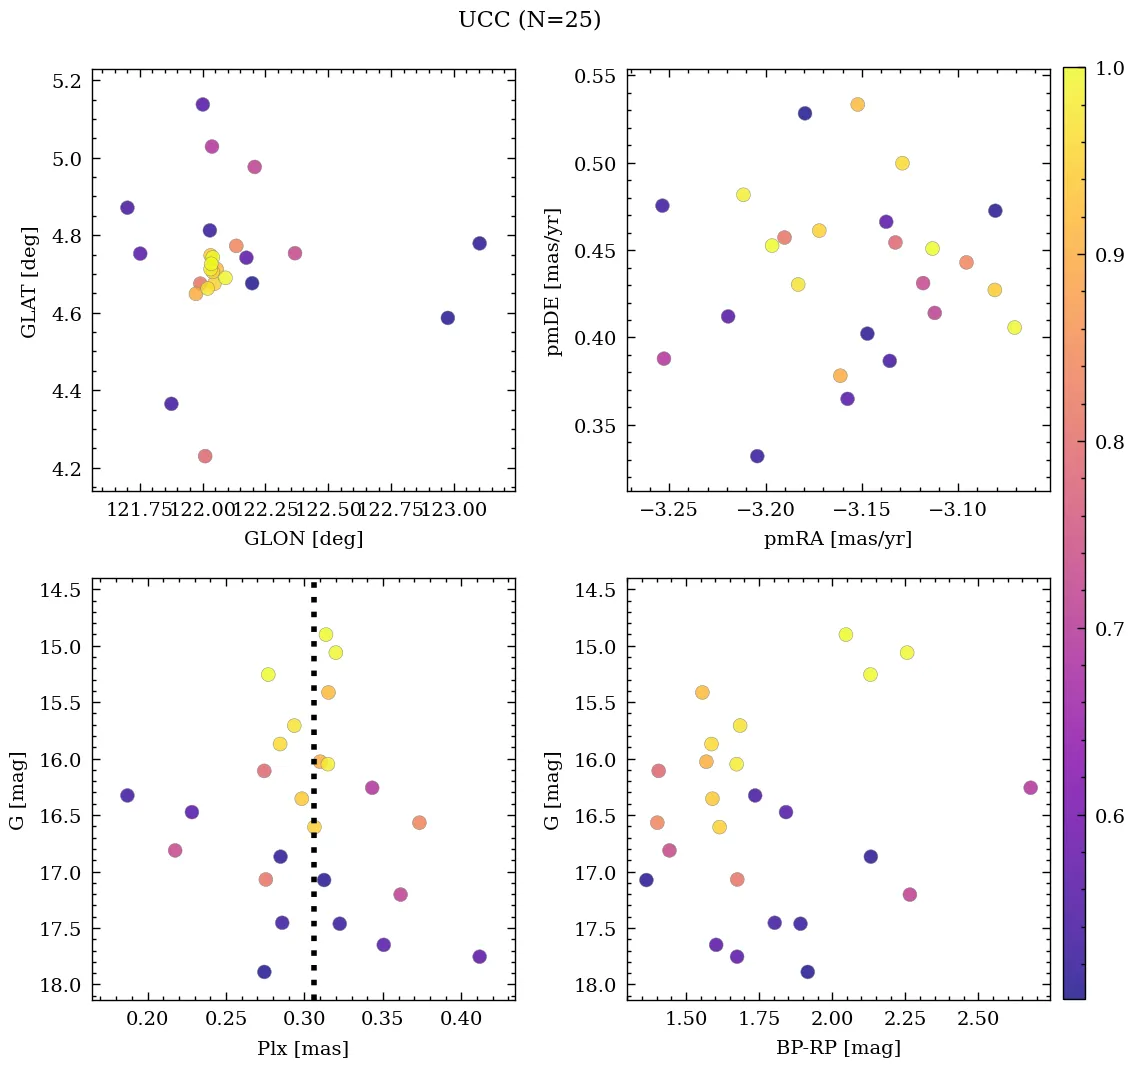 UCC (N=25)
5.2
5.0
4.8
4.6
4.4
4.2
GLAT [deg]
121.75 122.00 122.25 122.50 122.75 123.00
GLON [deg]
0.55
0.50
0.45
0.40
0.35
pmDE [mas/yr]
−3.25 −3.20 −3.15 −3.10
pmRA [mas/yr]
1.0
0.9
0.8
0.7
0.6
14.5
15.0
15.5
16.0
16.5
17.0
17.5
18.0
G [mag]
0.20 0.25 0.30 0.35 0.40
Plx [mas]
14.5
15.0
15.5
16.0
16.5
17.0
17.5
18.0
G [mag]
1.50 1.75 2.00 2.25 2.50
BP-RP [mag]